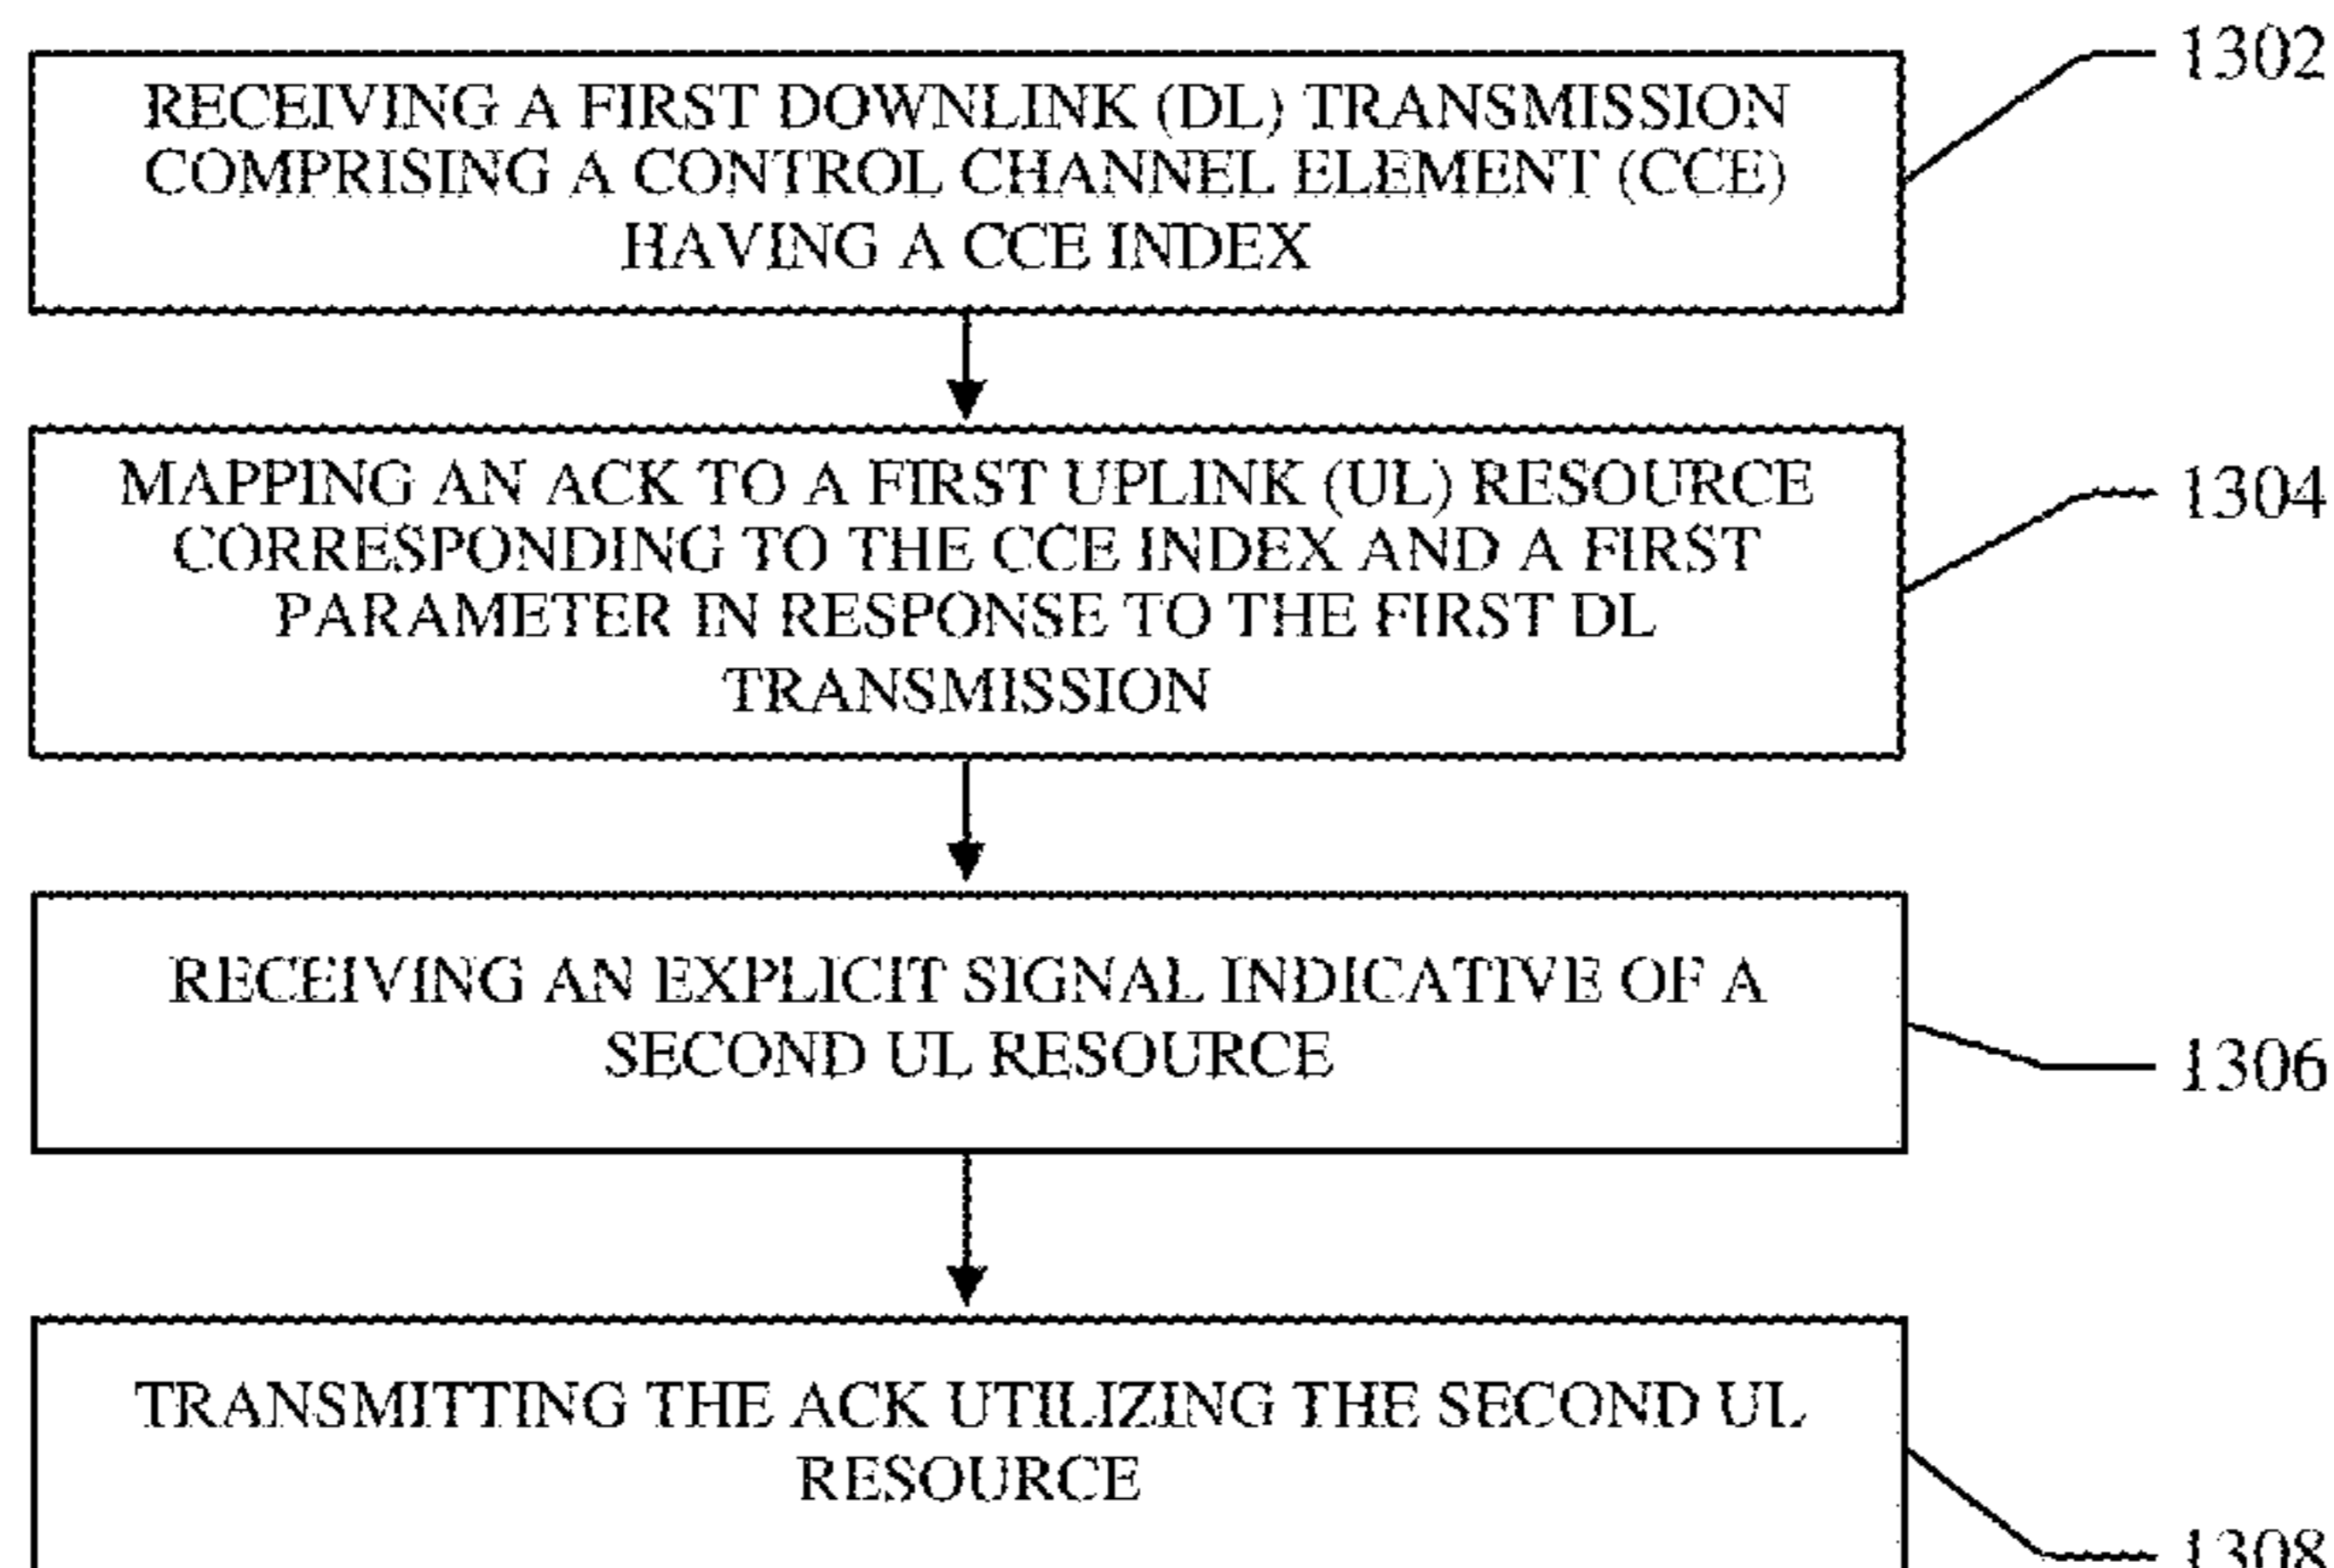 1302
RECEIVING A FIRST DOWNLINK (DL) TRANSMISSION
COMPRISING A CONTROL CHANNEL ELEMENT (CCE)
HAVING A CCE INDEX
MAPPING AN ACK TO A FIRST UPLINK (UL) RESOURCE
CORRESPONDING TO THE CCE INDEX AND A FIRST
PARAMETER IN RESPONSE TO THE FIRST DL
TRANSMISSION
1304
RECEIVING AN EXPLICIT SIGNAL INDICATIVE OF A
SECOND UL RESOURCE
1306
TRANSMITTING THE ACK UTILIZING THE SECOND UL
RESOURCE
1308